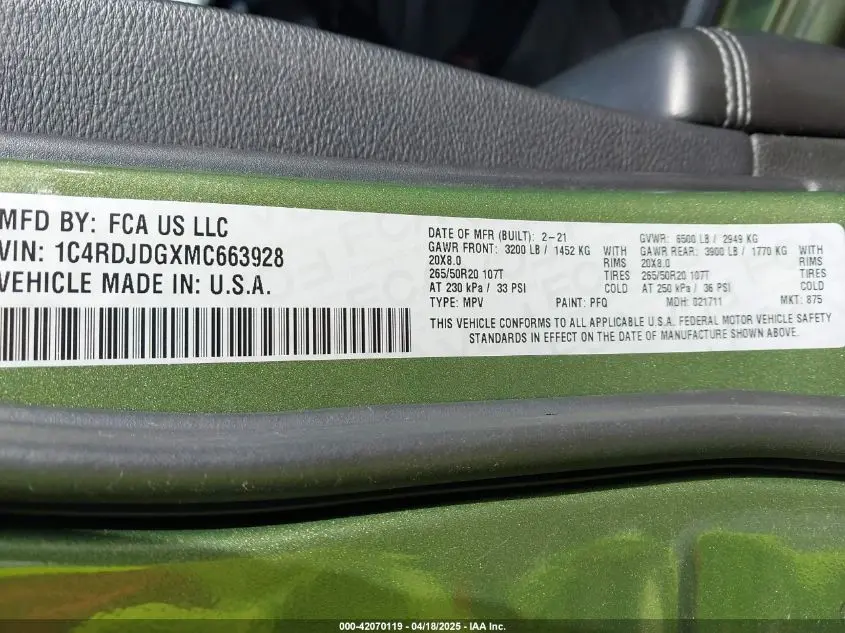 MFD BY: FCA US LLC
VIN: 1C4RDJDGXMC663928
VEHICLE MADE IN: U.S.A.
DATE OF MFR (BUILT): 2-21 GVWR: 6500 LB / 2949 KG
GAWR FRONT: 3200 LB / 1452 KG WITH GAWR REAR: 3900 LB / 1770 KG WITH
20X8.0 RIMS 20X8.0 RIMS
265/50R20 107T TIRES 265/50R20 107T TIRES
AT 230 kPa / 33 PSI COLD AT 250 kPa / 36 PSI COLD
TYPE: MPV PAINT: PFQ MDH: 021711 MKT: 875
THIS VEHICLE CONFORMS TO ALL APPLICABLE U.S.A. FEDERAL MOTOR VEHICLE SAFETY
STANDARDS IN EFFECT ON THE DATE OF MANUFACTURE SHOWN ABOVE.
000-42070119 - 04/18/2025 - IAA Inc.